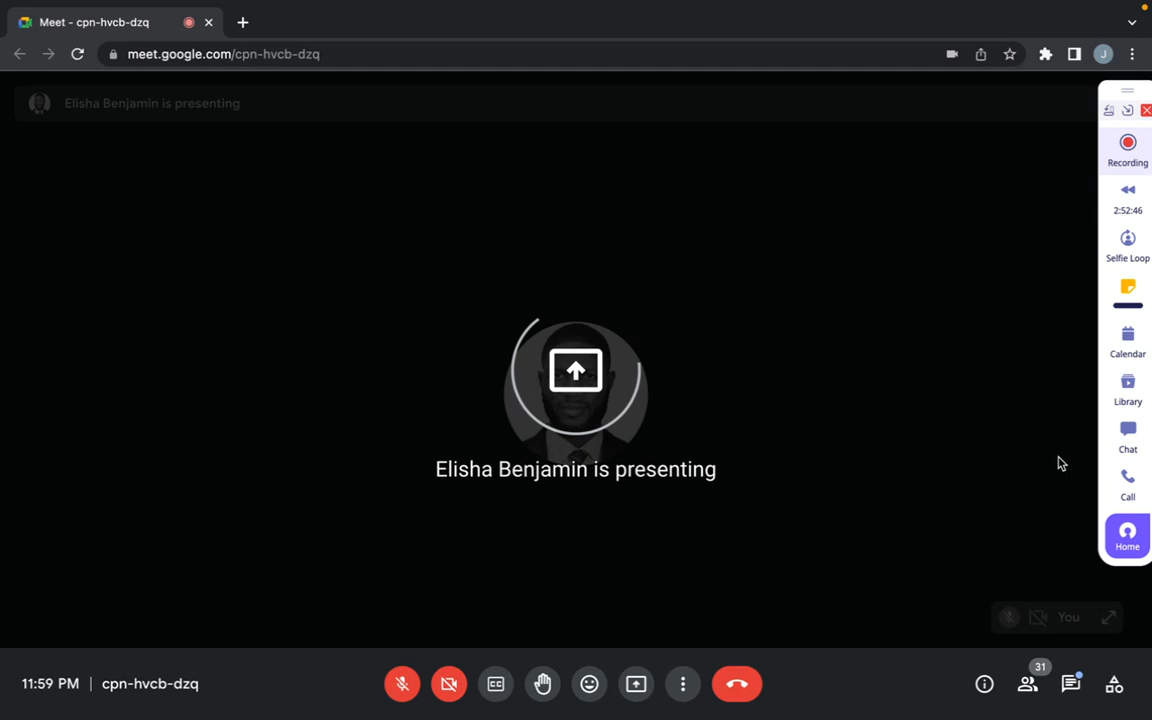 Meet - cpn-hvcb-dzq
meet.google.com/cpn-hvcb-dzq
J
Elisha Benjamin is presenting
Recording
2:52:46
Selfie Loop
Calendar
Library
Chat
Call
Home
Elisha Benjamin is presenting
You
11:59 PM | cpn-hvcb-dzq
CC
31